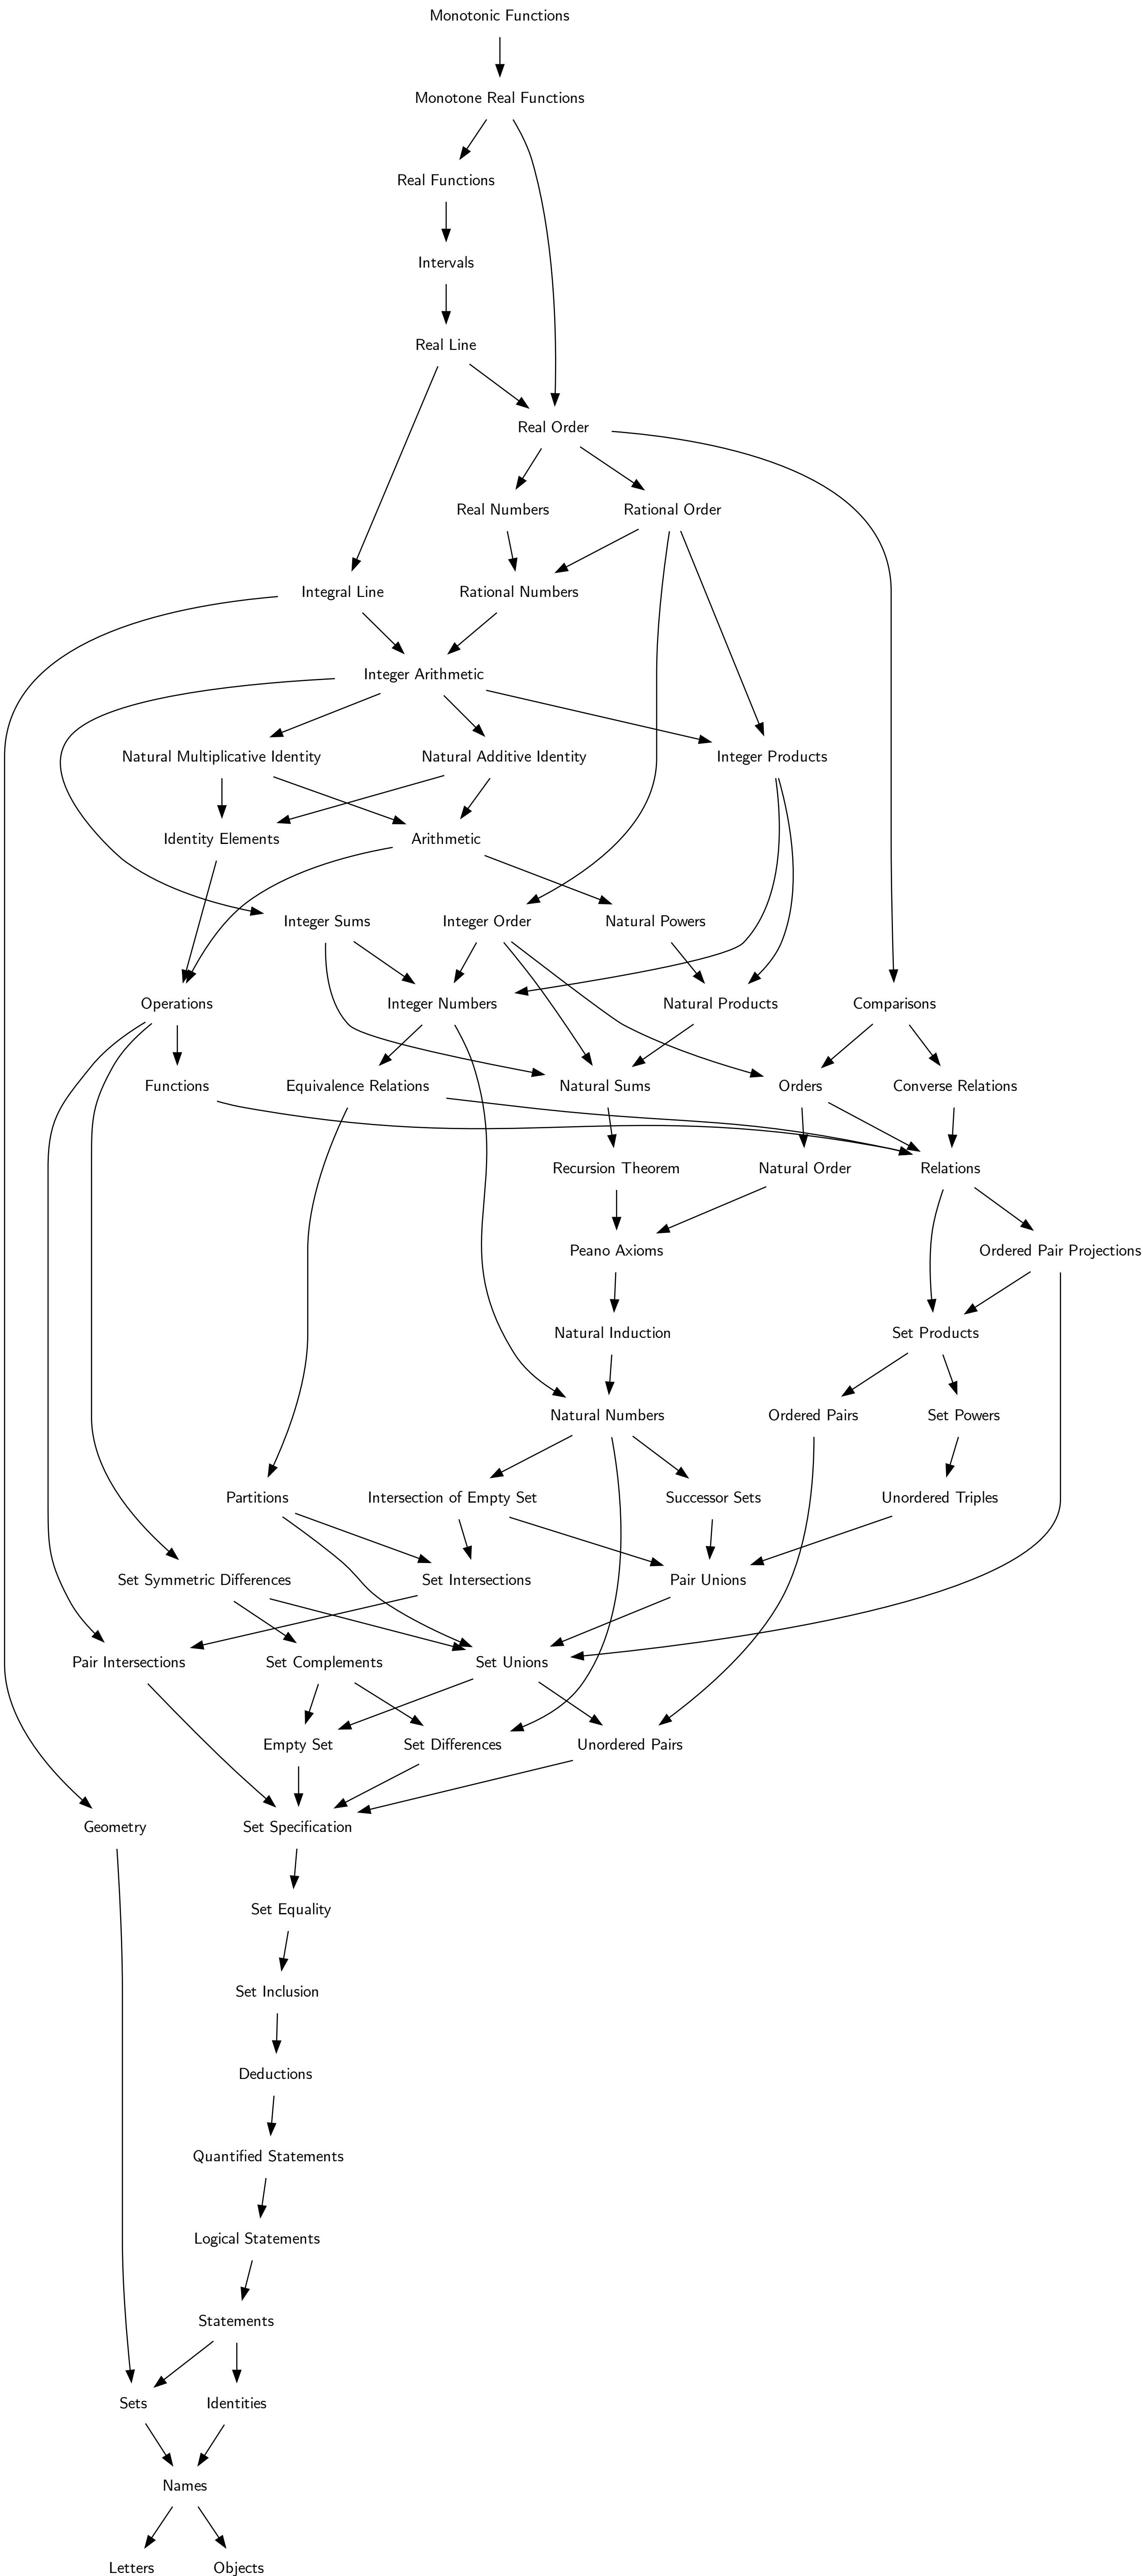 Monotonic Functions
Monotone Real Functions
Real Functions
Intervals
Real Line
Real Order
Real Numbers
Rational Order
Integral Line
Rational Numbers
Integer Arithmetic
Natural Multiplicative Identity
Natural Additive Identity
Integer Products
Identity Elements
Arithmetic
Integer Sums
Integer Order
Natural Powers
Operations
Integer Numbers
Natural Products
Comparisons
Functions
Equivalence Relations
Natural Sums
Orders
Converse Relations
Recursion Theorem
Natural Order
Relations
Peano Axioms
Ordered Pair Projections
Natural Induction
Set Products
Natural Numbers
Ordered Pairs
Set Powers
Partitions
Intersection of Empty Set
Successor Sets
Unordered Triples
Set Symmetric Differences
Set Intersections
Pair Unions
Pair Intersections
Set Complements
Set Unions
Empty Set
Set Differences
Unordered Pairs
Geometry
Set Specification
Set Equality
Set Inclusion
Deductions
Quantified Statements
Logical Statements
Statements
Sets
Identities
Names
Letters
Objects